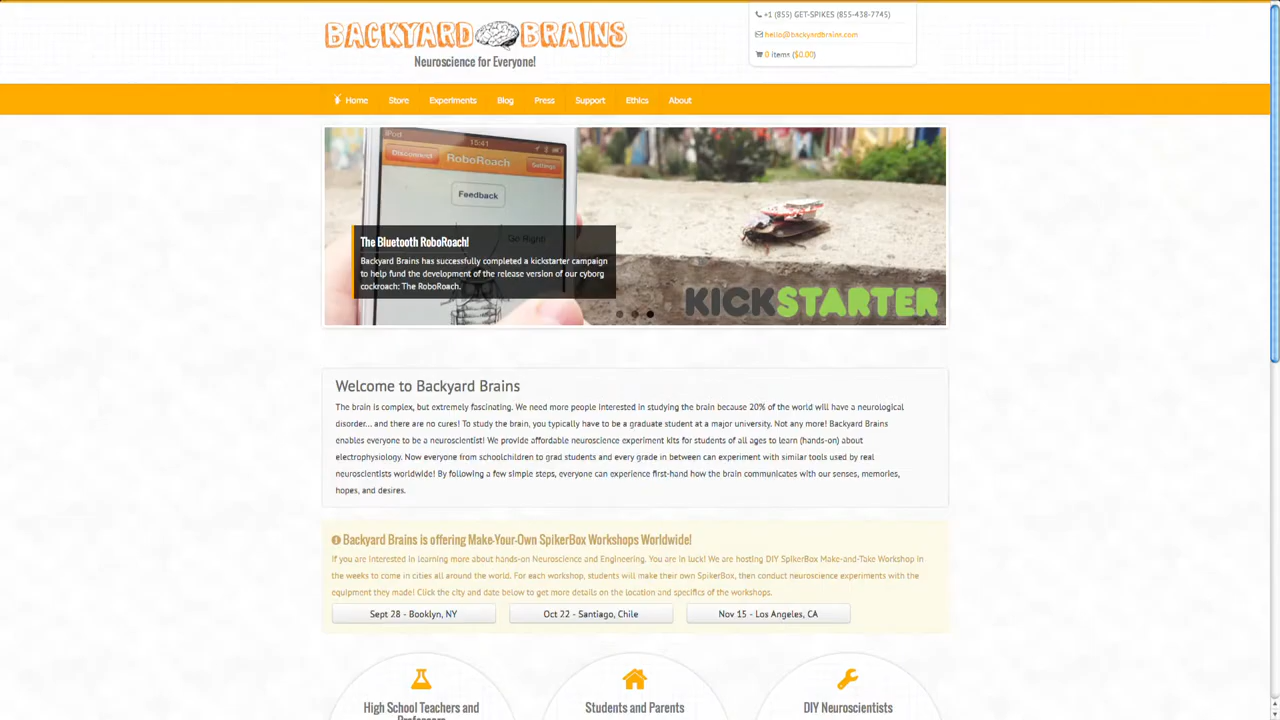 BACKYARD BRAINS
Neuroscience for Everyone!
+1 (855) GET-SPIKES (855-438-7745)
hello@backyardbrains.com
0 items ($0.00)
Home Store Experiments Blog Press Support Ethics About
iPod 15:41
Disconnect RoboRoach Settings
Feedback
Go Right!
The Bluetooth RoboRoach!
Backyard Brains has successfully completed a kickstarter campaign
to help fund the development of the release version of our cyborg
cockroach: The RoboRoach.
KICKSTARTER
Welcome to Backyard Brains
The brain is complex, but extremely fascinating. We need more people interested in studying the brain because 20% of the world will have a neurological
disorder... and there are no cures! To study the brain, you typically have to be a graduate student at a major university. Not any more! Backyard Brains
enables everyone to be a neuroscientist! We provide affordable neuroscience experiment kits for students of all ages to learn (hands-on) about
electrophysiology. Now everyone from schoolchildren to grad students and every grade in between can experiment with similar tools used by real
neuroscientists worldwide! By following a few simple steps, everyone can experience first-hand how the brain communicates with our senses, memories,
hopes, and desires.
Backyard Brains is offering Make-Your-Own SpikerBox Workshops Worldwide!
If you are interested in learning more about hands-on Neuroscience and Engineering. You are in luck! We are hosting DIY SpikerBox Make-and-Take Workshop in
the weeks to come in cities all around the world. For each workshop, students will make their own SpikerBox, then conduct neuroscience experiments with the
equipment they made! Click the city and date below to get more details on the location and specifics of the workshops.
Sept 28 - Booklyn, NY
Oct 22 - Santiago, Chile
Nov 15 - Los Angeles, CA
High School Teachers and
Professors
Students and Parents
DIY Neuroscientists